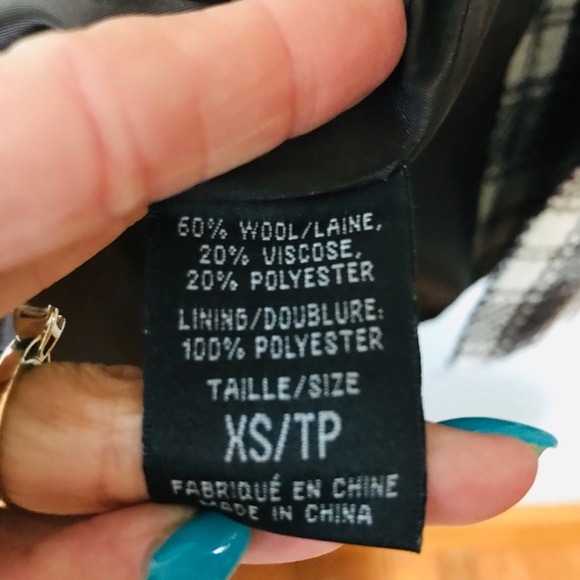 60% WOOL/LAINE,
20% VISCOSE,
20% POLYESTER
LINING/DOUBLURE:
100% POLYESTER
TAILLE/SIZE
XS/TP
FABRIQUÉ EN CHINE
MADE IN CHINA